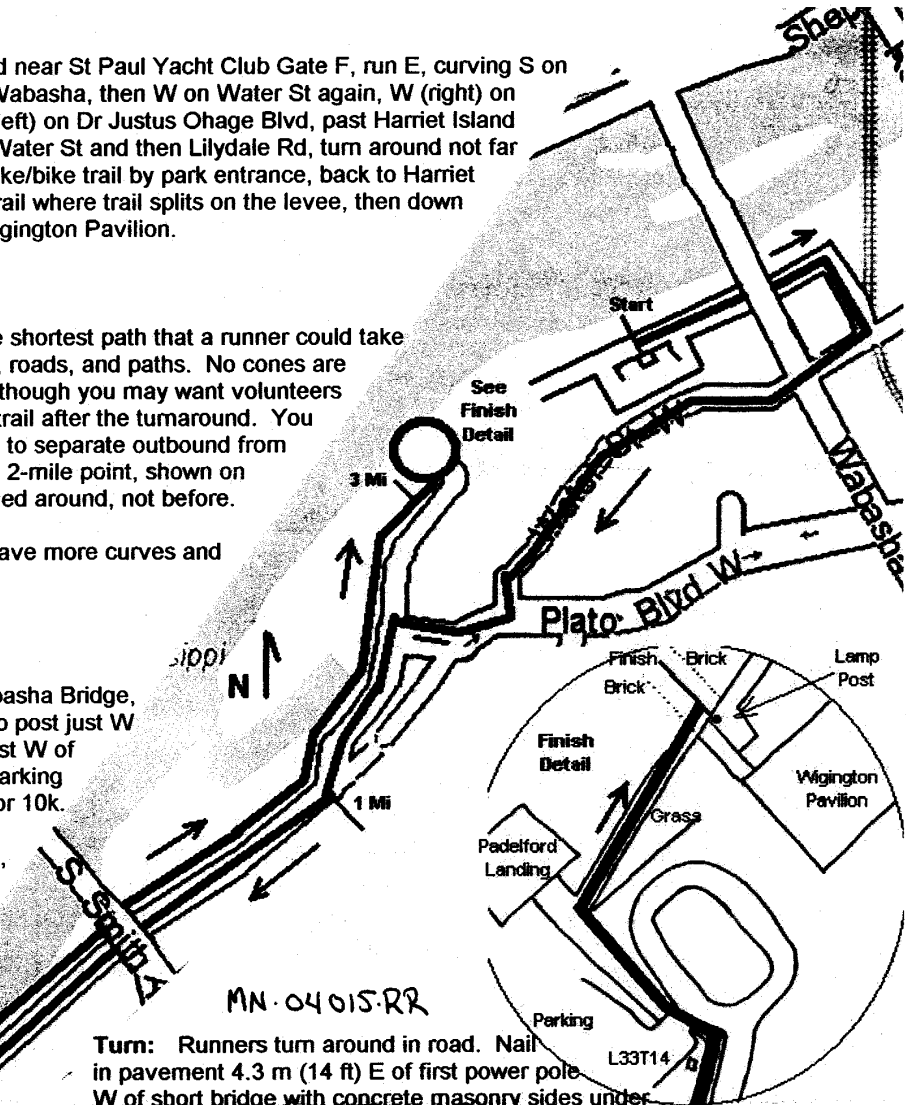 d near St Paul Yacht Club Gate F, run E, curving S on
Wabasha, then W on Water St again, W (right) on
eft) on Dr Justus Ohage Blvd, past Harriet Island
Water St and then Lilydale Rd, turn around not far
ke/bike trail by park entrance, back to Harriet
rail where trail splits on the levee, then down
igington Pavilion.
e shortest path that a runner could take
, roads, and paths. No cones are
though you may want volunteers
trail after the turnaround. You
to separate outbound from
2-mile point, shown on
ed around, not before.
ave more curves and
basha Bridge,
p post just W
st W of
arking
or 10k.
Shep
Start
See
Finish
Detail
3 Mi
Water St W
Wabasha
Plato Blvd W
sippi
N
1 Mi
S Smith A
Finish
Brick
Brick
Lamp
Post
Finish
Detail
Wigington
Pavilion
Grass
Padelford
Landing
Parking
L33T14
MN-04015-RR
Turn: Runners turn around in road. Nail
in pavement 4.3 m (14 ft) E of first power pole
W of short bridge with concrete masonry sides under